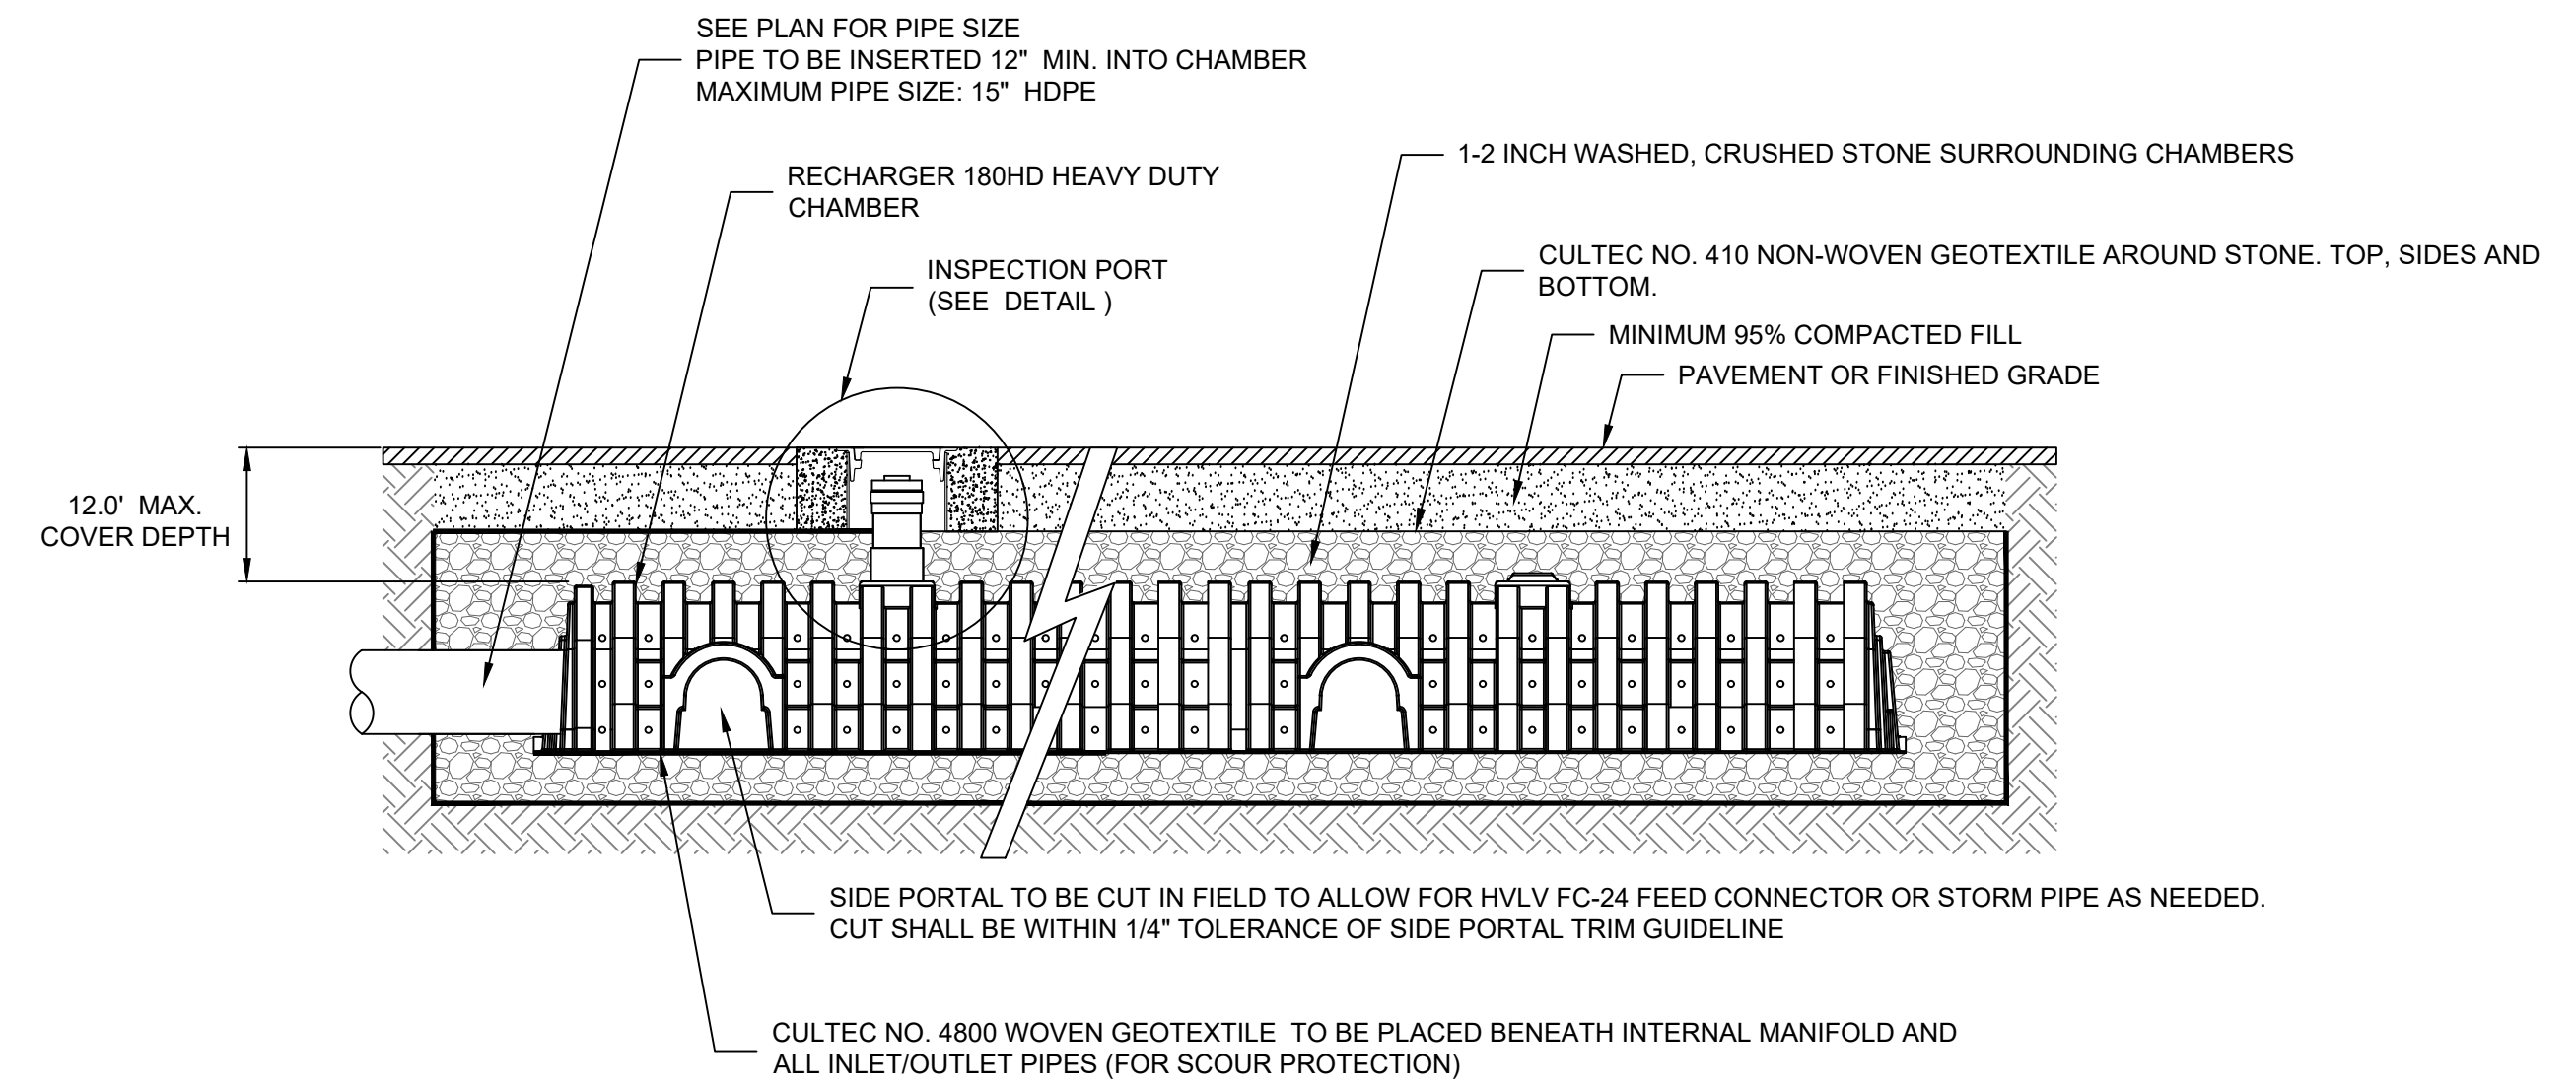 SEE PLAN FOR PIPE SIZE
PIPE TO BE INSERTED 12" MIN. INTO CHAMBER
MAXIMUM PIPE SIZE: 15" HDPE
1-2 INCH WASHED, CRUSHED STONE SURROUNDING CHAMBERS
RECHARGER 180HD HEAVY DUTY
CHAMBER
CULTEC NO. 410 NON-WOVEN GEOTEXTILE AROUND STONE. TOP, SIDES AND
BOTTOM.
INSPECTION PORT
(SEE DETAIL )
MINIMUM 95% COMPACTED FILL
PAVEMENT OR FINISHED GRADE
12.0' MAX.
COVER DEPTH
SIDE PORTAL TO BE CUT IN FIELD TO ALLOW FOR HVLV FC-24 FEED CONNECTOR OR STORM PIPE AS NEEDED.
CUT SHALL BE WITHIN 1/4" TOLERANCE OF SIDE PORTAL TRIM GUIDELINE
CULTEC NO. 4800 WOVEN GEOTEXTILE TO BE PLACED BENEATH INTERNAL MANIFOLD AND
ALL INLET/OUTLET PIPES (FOR SCOUR PROTECTION)